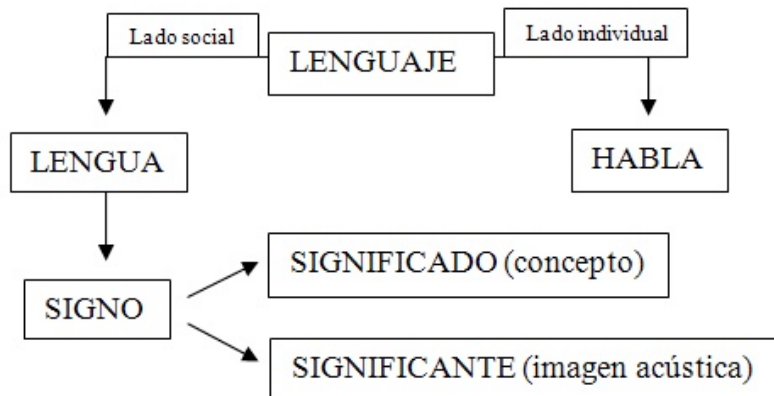 Lado social
Lado individual
LENGUAJE
LENGUA
HABLA
SIGNO
SIGNIFICADO (concepto)
SIGNIFICANTE (imagen acústica)